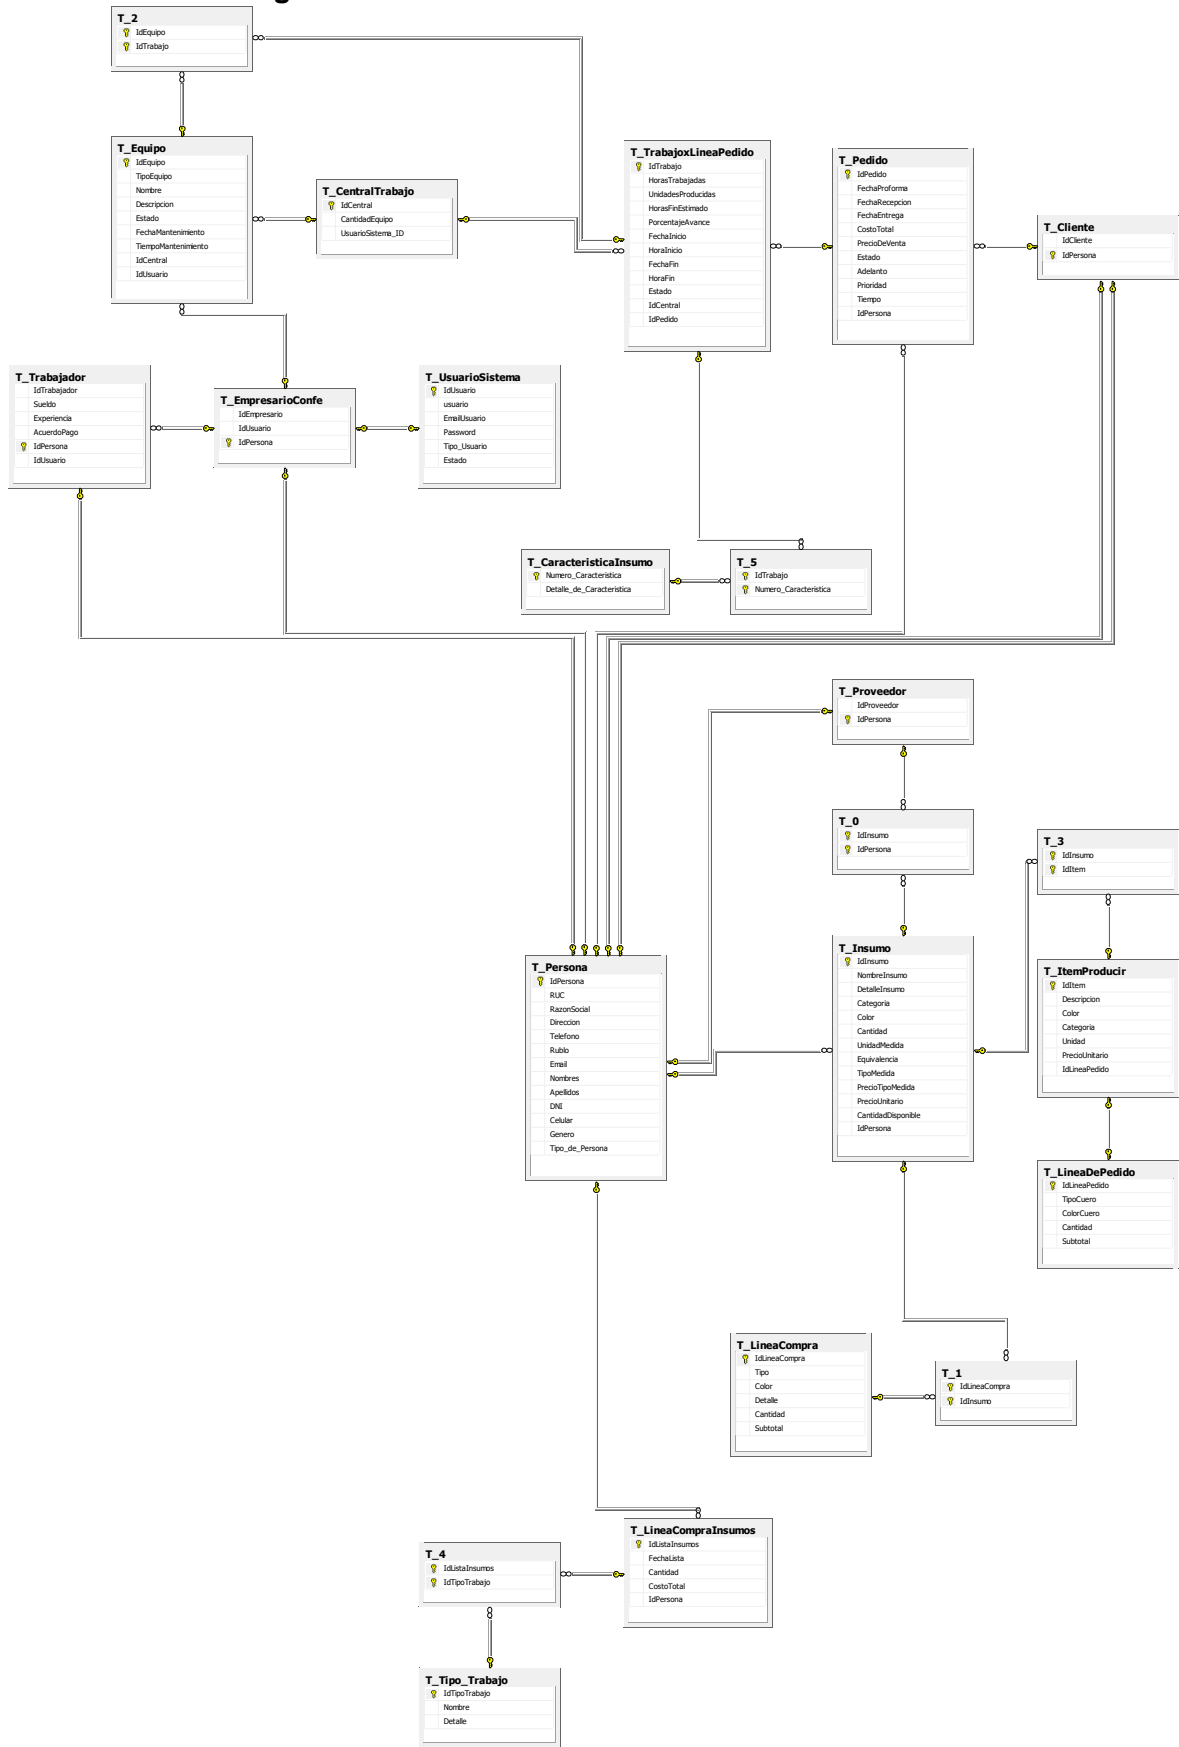 T_2
IdEquipo
IdTrabajo
T_Equipo
IdEquipo
TipoEquipo
Nombre
Descripcion
Estado
FechaMantenimiento
TiempoMantenimiento
IdCentral
IdUsuario
T_CentralTrabajo
IdCentral
CantidadEquipo
UsuarioSistema_ID
T_TrabajoxLineaPedido
IdTrabajo
HorasTrabajadas
UnidadesProducidas
HorasFinEstimado
PorcentajeAvance
FechaInicio
HoraInicio
FechaFin
HoraFin
Estado
IdCentral
IdPedido
T_Pedido
IdPedido
FechaProforma
FechaRecepcion
FechaEntrega
CostoTotal
PrecioDeVenta
Estado
Adelanto
Prioridad
Tiempo
IdPersona
T_Cliente
IdCliente
IdPersona
T_Trabajador
IdTrabajador
Sueldo
Experiencia
AcuerdoPago
IdPersona
IdUsuario
T_EmpresarioConfe
IdEmpresario
IdUsuario
IdPersona
T_UsuarioSistema
IdUsuario
usuario
EmailUsuario
Password
Tipo_Usuario
Estado
T_CaracteristicaInsumo
Numero_Caracteristica
Detalle_de_Caracteristica
T_5
IdTrabajo
Numero_Caracteristica
T_Proveedor
IdProveedor
IdPersona
T_0
IdInsumo
IdPersona
T_3
IdInsumo
IdItem
T_Persona
IdPersona
RUC
RazonSocial
Direccion
Telefono
Rublo
Email
Nombres
Apellidos
DNI
Celular
Genero
Tipo_de_Persona
T_Insumo
IdInsumo
NombreInsumo
DetalleInsumo
Categoria
Color
Cantidad
UnidadMedida
Equivalencia
TipoMedida
PrecioTipoMedida
PrecioUnitario
CantidadDisponible
IdPersona
T_ItemProducir
IdItem
Descripcion
Color
Categoria
Unidad
PrecioUnitario
IdLineaPedido
T_LineaDePedido
IdLineaPedido
TipoCuero
ColorCuero
Cantidad
Subtotal
T_LineaCompra
IdLineaCompra
Tipo
Color
Detalle
Cantidad
Subtotal
T_1
IdLineaCompra
IdInsumo
T_4
IdListaInsumos
IdTipoTrabajo
T_LineaCompraInsumos
IdListaInsumos
FechaLista
Cantidad
CostoTotal
IdPersona
T_Tipo_Trabajo
IdTipoTrabajo
Nombre
Detalle